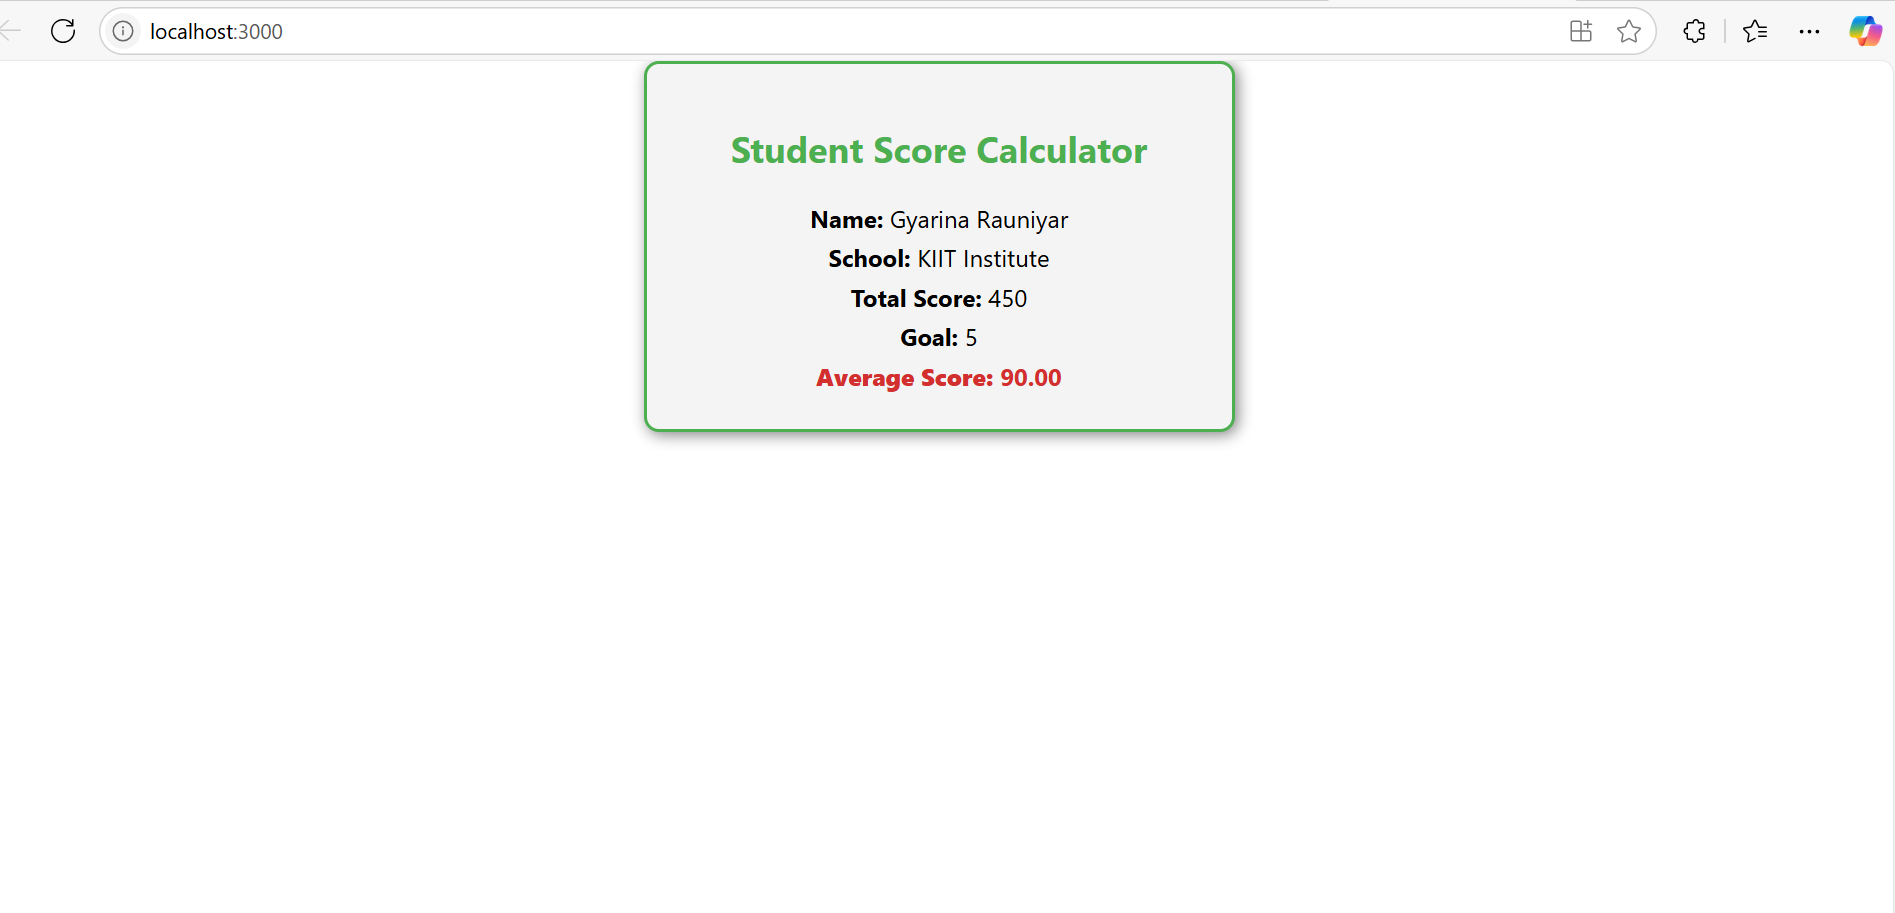 localhost:3000
Student Score Calculator
Name: Gyarina Rauniyar
School: KIIT Institute
Total Score: 450
Goal: 5
Average Score: 90.00